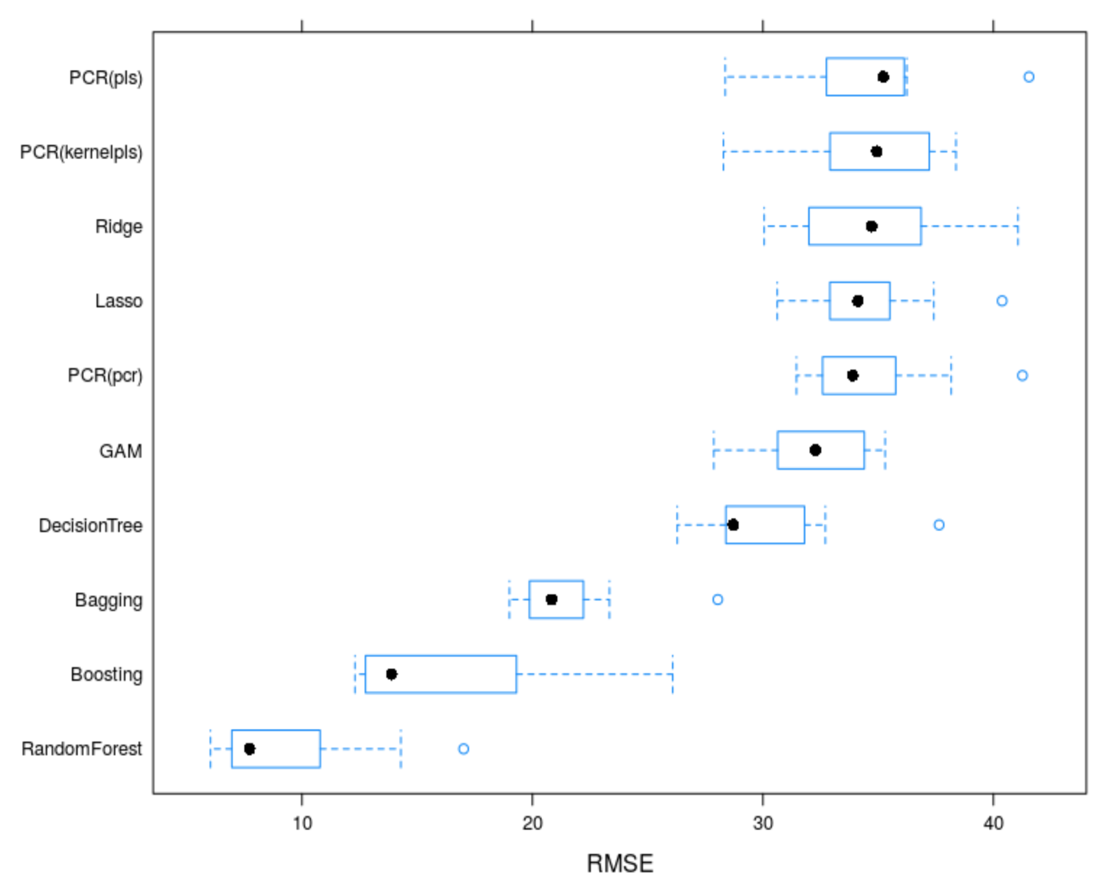 PCR(pls)
PCR(kernelpls)
Ridge
Lasso
PCR(pcr)
GAM
DecisionTree
Bagging
Boosting
RandomForest
10 20 30 40
RMSE